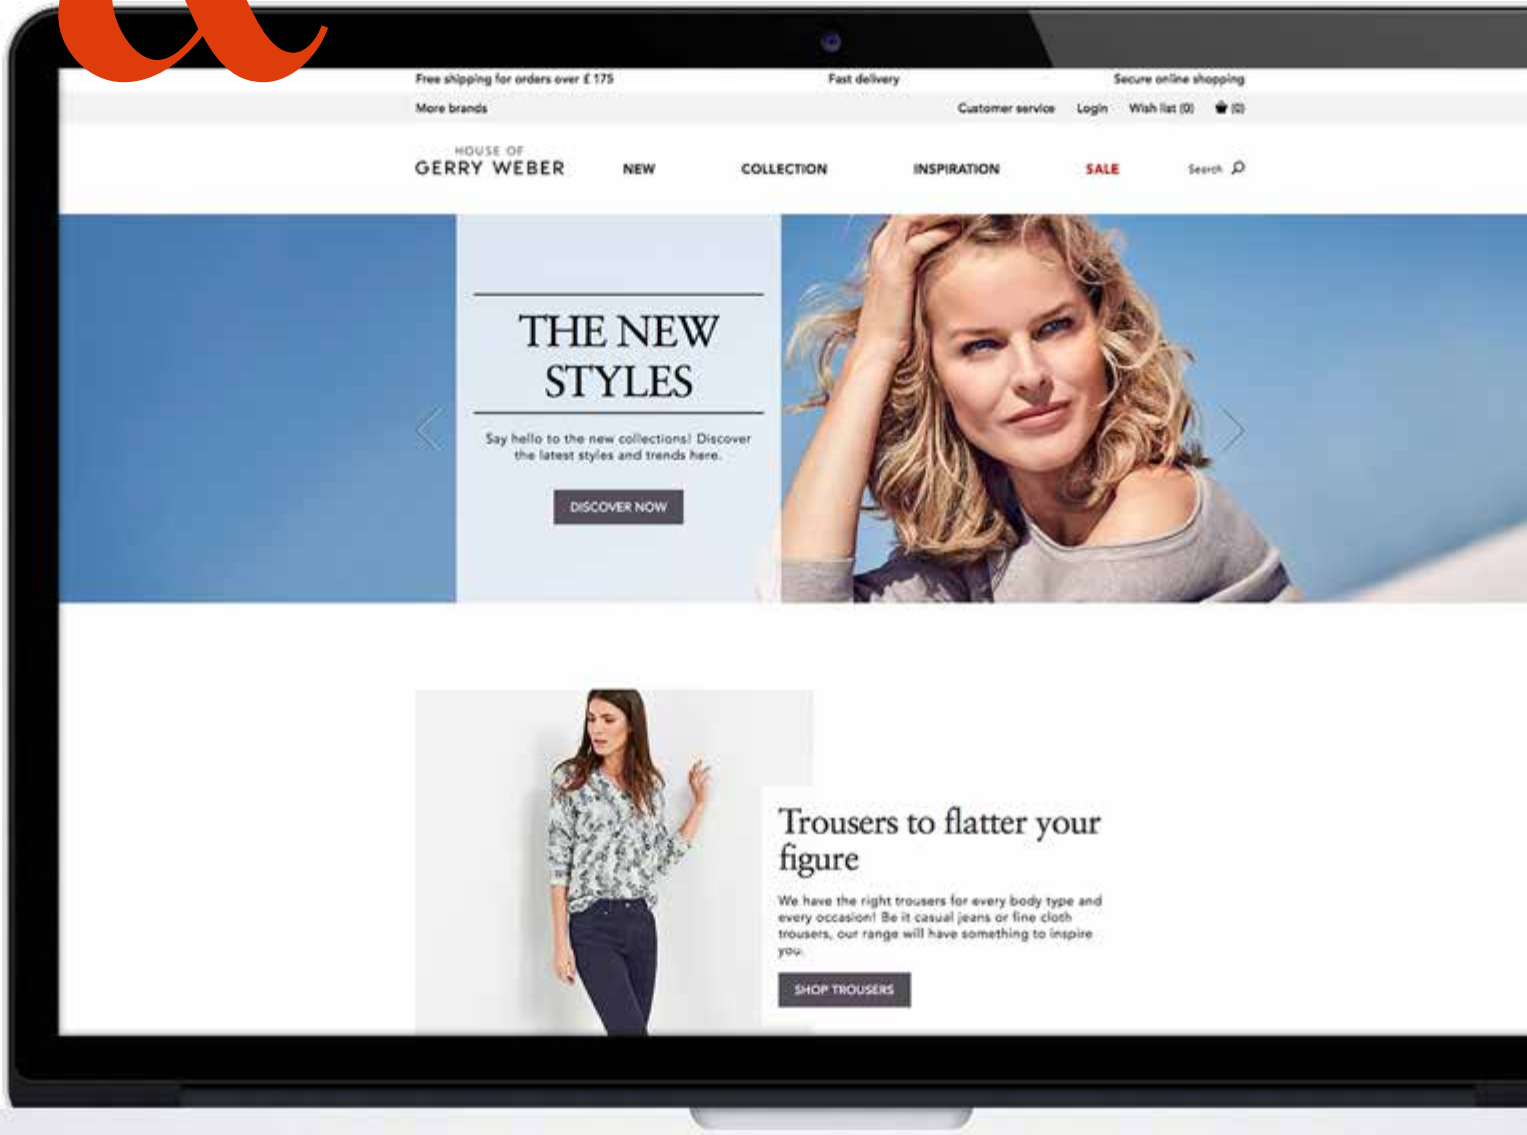 &
Free shipping for orders over £ 175 Fast delivery Secure online shopping
More brands Customer service Login Wish list (0) (0)
HOUSE OF
GERRY WEBER NEW COLLECTION INSPIRATION SALE Search
THE NEW
STYLES
Say hello to the new collections! Discover
the latest styles and trends here.
DISCOVER NOW
Trousers to flatter your
figure
We have the right trousers for every body type and
every occasion! Be it casual jeans or fine cloth
trousers, our range will have something to inspire
you.
SHOP TROUSERS